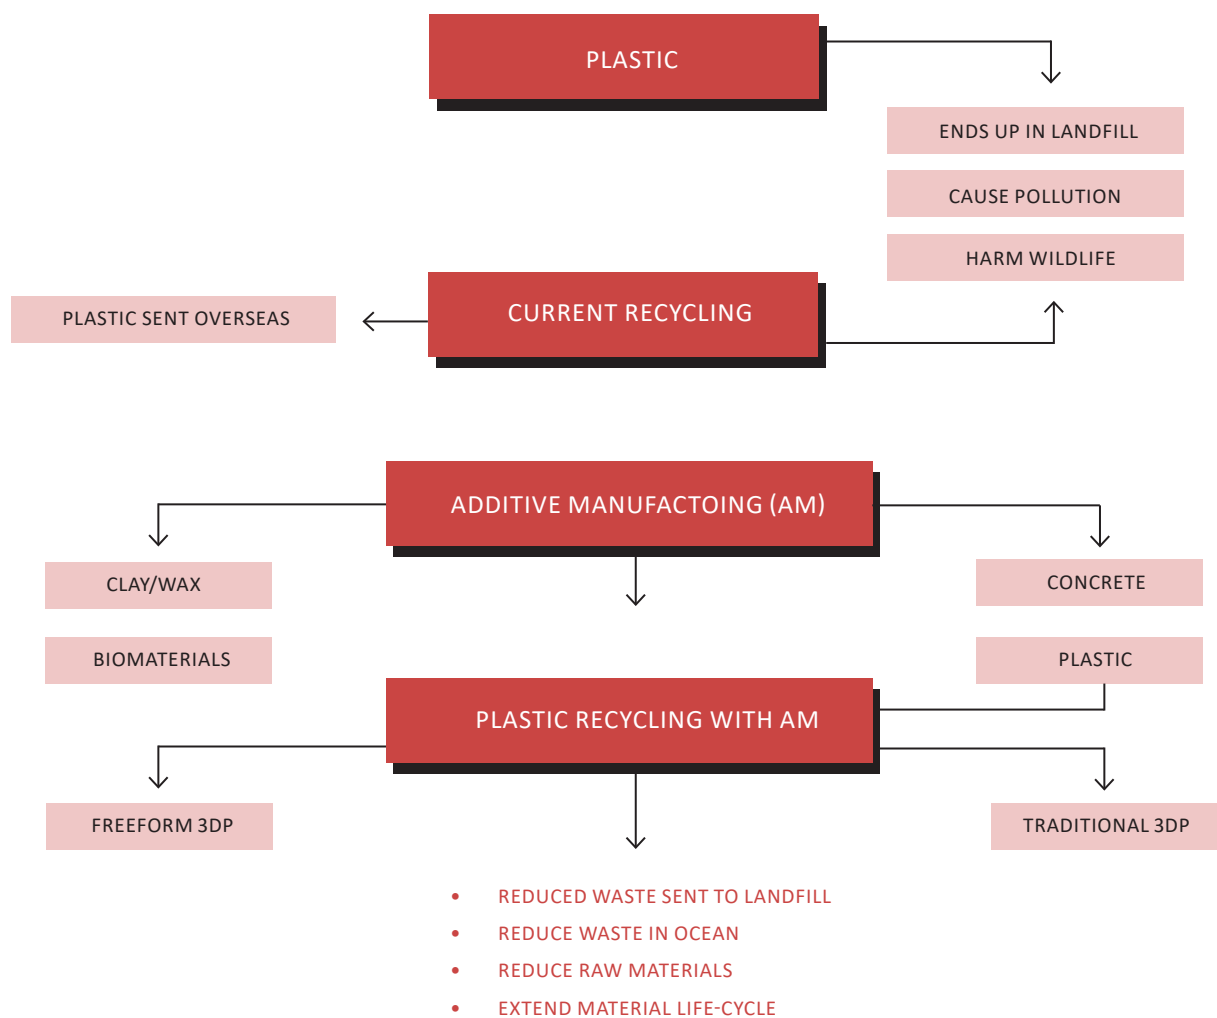 PLASTIC
ENDS UP IN LANDFILL
CAUSE POLLUTION
HARM WILDLIFE
CURRENT RECYCLING
PLASTIC SENT OVERSEAS
ADDITIVE MANUFACTOING (AM)
CLAY/WAX
CONCRETE
BIOMATERIALS
PLASTIC
PLASTIC RECYCLING WITH AM
FREEFORM 3DP
TRADITIONAL 3DP
• REDUCED WASTE SENT TO LANDFILL
• REDUCE WASTE IN OCEAN
• REDUCE RAW MATERIALS
• EXTEND MATERIAL LIFE-CYCLE